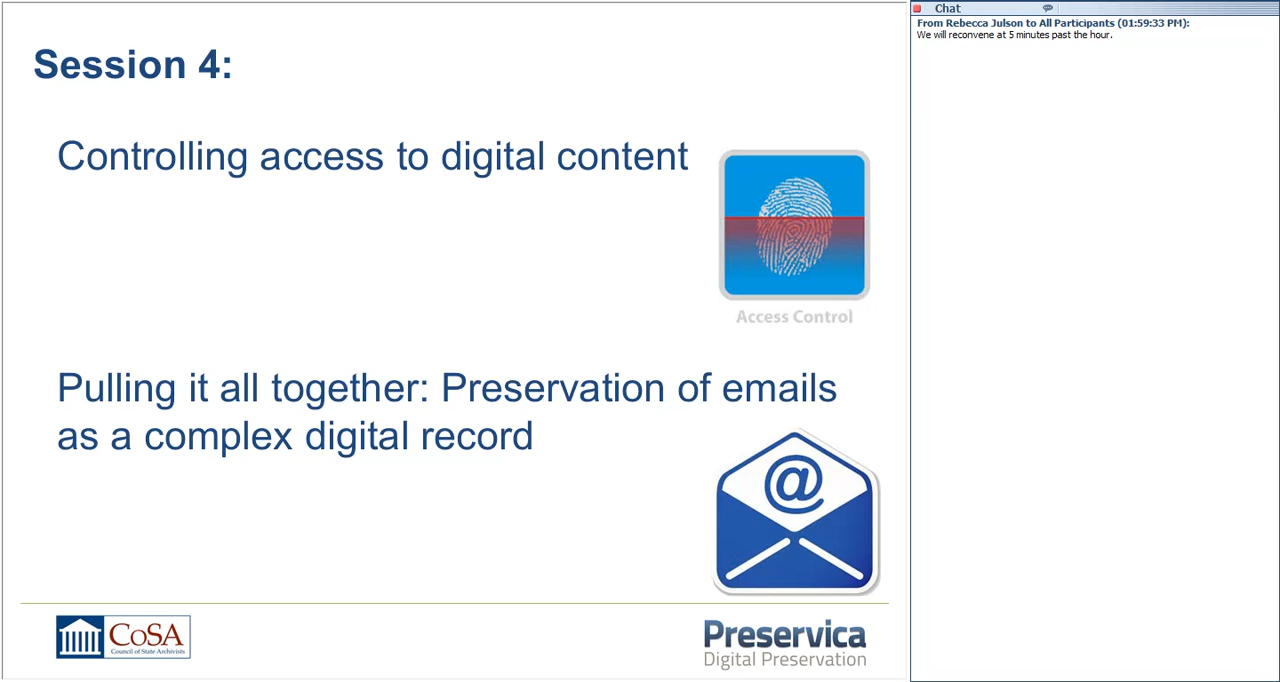 Session 4:
Controlling access to digital content
Access Control
Pulling it all together: Preservation of emails
as a complex digital record
@
CoSA
Council of State Archivists
Preservica
Digital Preservation
Chat
From Rebecca Julson to All Participants (01:59:33 PM):
We will reconvene at 5 minutes past the hour.